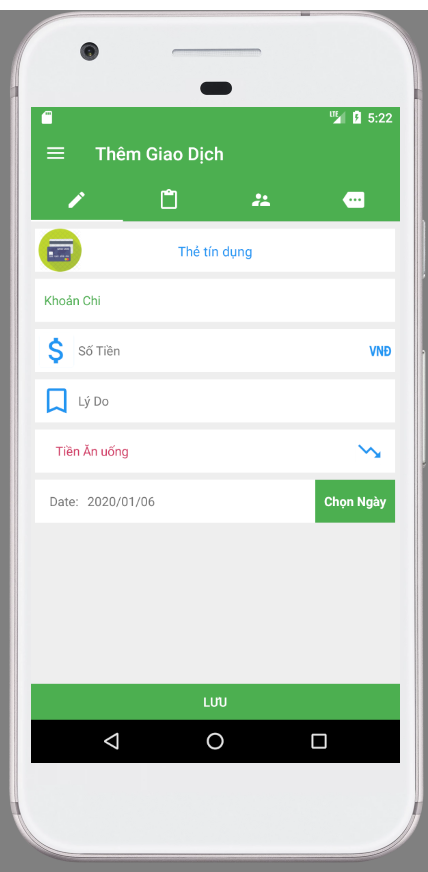 LTE 5:22
Thêm Giao Dịch
Thẻ tín dụng
Khoản Chi
Số Tiền VNĐ
Lý Do
Tiền Ăn uống
Date: 2020/01/06 Chọn Ngày
LƯU